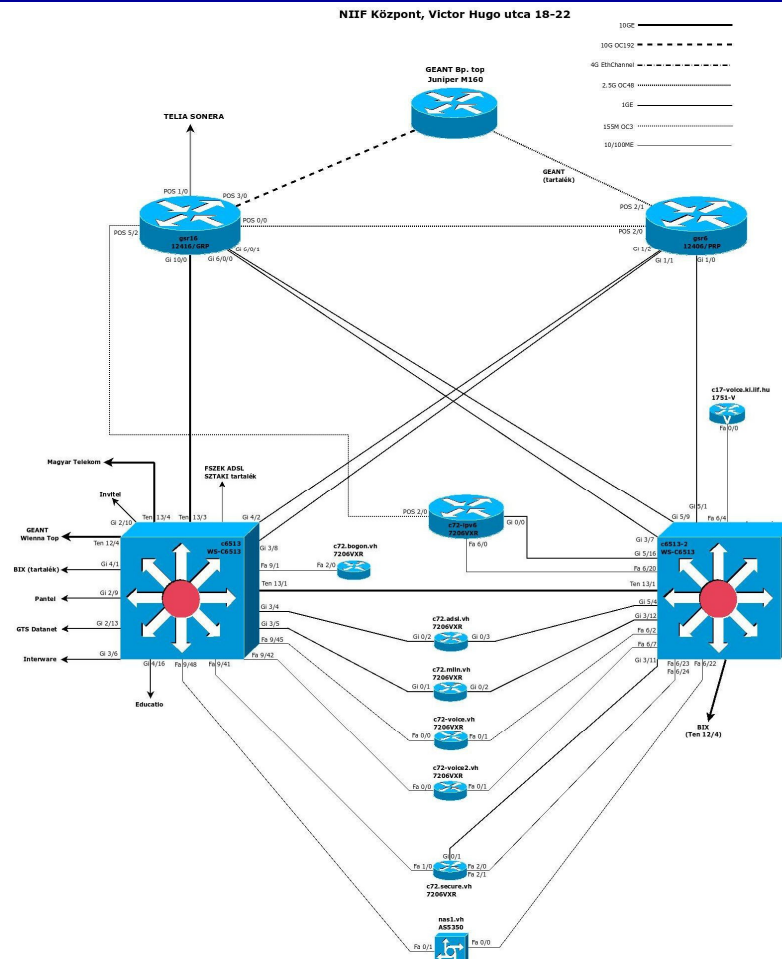 NIIF Központ, Victor Hugo utca 18-22
10GE
10G OC192
4G EthChannel
2.5G OC48
1GE
155M OC3
10/100ME
GEANT Bp. top
Juniper M160
TELIA SONERA
GEANT
(tartalék)
POS 1/0
POS 3/0
POS 0/0
POS 5/2
gsr16
12416/GRP
Gi 6/0/1
Gi 10/0
Gi 6/0/0
POS 2/1
POS 2/0
gsr6
12406/PRP
Gi 1/2
Gi 1/1
Gi 1/0
c17-voice.ki.iif.hu
1751-V
V
Fa 0/0
Magyar Telekom
FSZEK ADSL
SZTAKI tartalék
Invitel
Gi 2/10
Ten 13/4
Ten 13/3
Gi 4/2
GEANT
Wienna Top
Ten 12/4
c6513
WS-C6513
Gi 3/8
BIX (tartalék)
Gi 4/1
Fa 9/1
Fa 2/0
c72.bogon.vh
7206VXR
Ten 13/1
Pantel
Gi 2/9
Gi 3/4
GTS Datanet
Gi 2/13
Gi 3/5
Fa 9/45
Interware
Gi 3/6
Fa 9/42
Gi 4/16
Fa 9/48
Fa 9/41
Educatio
POS 2/0
c72-ipv6
7206VXR
Gi 0/0
Fa 6/0
Gi 5/1
Gi 5/9
Fa 6/4
Gi 3/7
c6513-2
WS-C6513
Gi 5/16
Fa 6/20
Ten 13/1
Gi 5/4
Gi 3/12
Fa 6/2
Fa 6/7
Gi 3/11
Fa 6/23
Fa 6/22
Fa 6/24
BIX
(Ten 12/4)
c72.adsl.vh
7206VXR
Gi 0/2
Gi 0/3
c72.mlln.vh
7206VXR
Gi 0/1
Gi 0/2
c72-voice.vh
7206VXR
Fa 0/0
Fa 0/1
c72-voice2.vh
7206VXR
Fa 0/0
Fa 0/1
Gi 0/1
Fa 1/0
Fa 2/0
Fa 2/1
c72.secure.vh
7206VXR
nas1.vh
AS5350
Fa 0/1
Fa 0/0